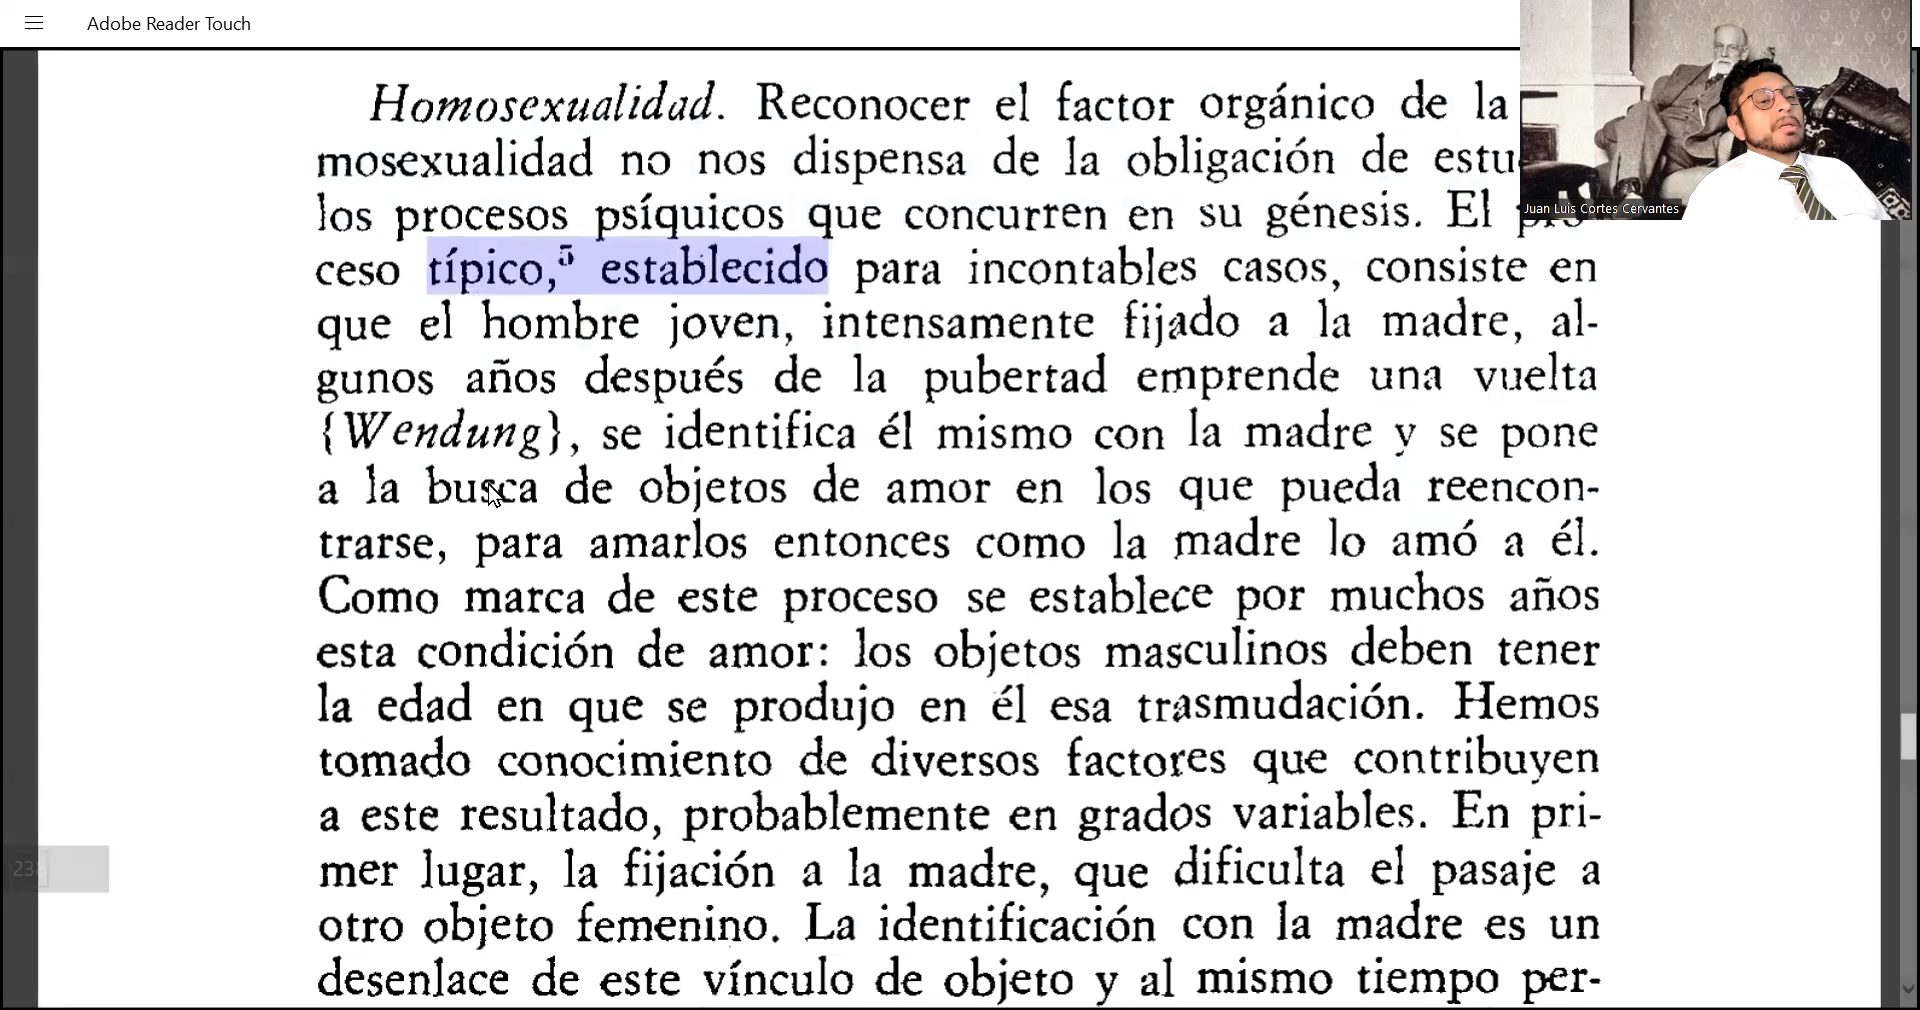 Adobe Reader Touch
Homosexualidad. Reconocer el factor orgánico de la
mosexualidad no nos dispensa de la obligación de estu
los procesos psíquicos que concurren en su génesis. El
Juan Luis Cortes Cervantes
ceso típico,⁵ establecido para incontables casos, consiste en
que el hombre joven, intensamente fijado a la madre, al-
gunos años después de la pubertad emprende una vuelta
{Wendung}, se identifica él mismo con la madre y se pone
a la busca de objetos de amor en los que pueda reencon-
trarse, para amarlos entonces como la madre lo amó a él.
Como marca de este proceso se establece por muchos años
esta condición de amor: los objetos masculinos deben tener
la edad en que se produjo en él esa trasmudación. Hemos
tomado conocimiento de diversos factores que contribuyen
a este resultado, probablemente en grados variables. En pri-
mer lugar, la fijación a la madre, que dificulta el pasaje a
otro objeto femenino. La identificación con la madre es un
desenlace de este vínculo de objeto y al mismo tiempo per-